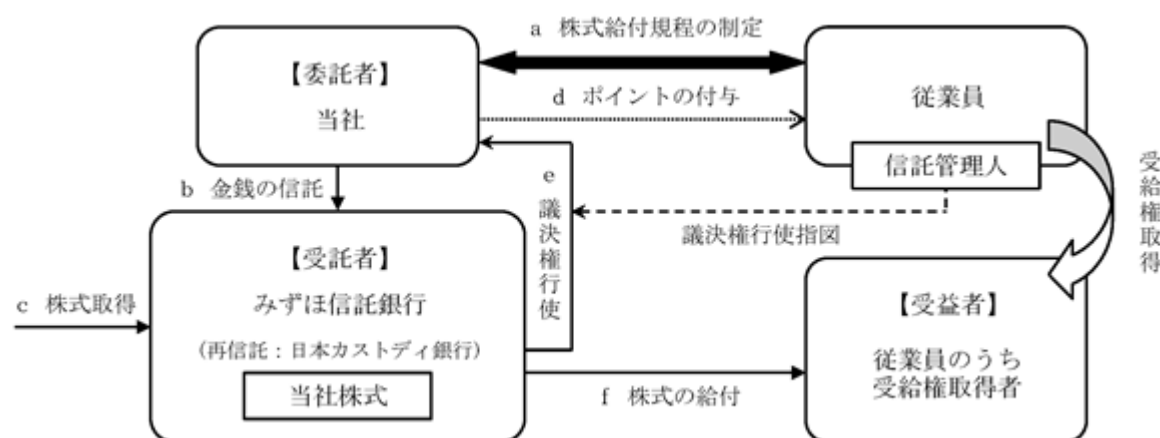 a 株式給付規程の制定
【委託者】
当社
d ポイントの付与
従業員
信託管理人
受給権取得
b 金銭の信託
e 議決権行使
議決権行使指図
【受託者】
みずほ信託銀行
(再信託：日本カストディ銀行)
当社株式
c 株式取得
f 株式の給付
【受益者】
従業員のうち
受給権取得者